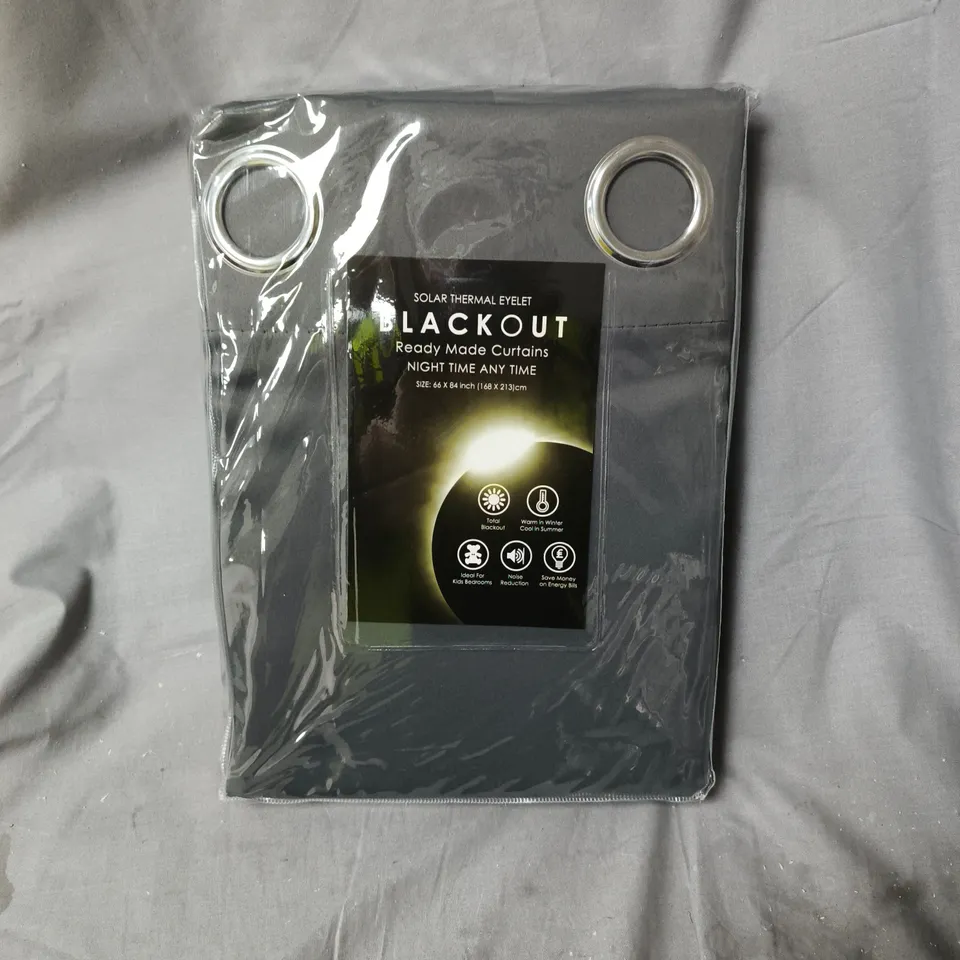 SOLAR THERMAL EYELET
BLACKOUT
Ready Made Curtains
NIGHT TIME ANY TIME
SIZE: 66 X 84 inch (168 X 213)cm
Total
Blackout
Warm in Winter
Cool in Summer
Ideal For
Kids Bedrooms
Noise
Reduction
£
Save Money
on Energy Bills